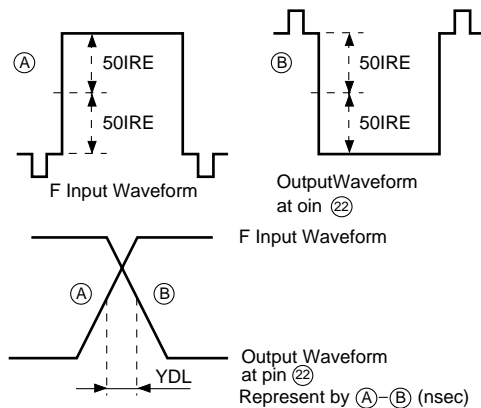 Ⓐ
50IRE
50IRE
F Input Waveform
Ⓑ
50IRE
50IRE
OutputWaveform
at oin ㉒
F Input Waveform
Ⓐ
Ⓑ
YDL
Output Waveform
at pin ㉒
Represent by Ⓐ–Ⓑ (nsec)